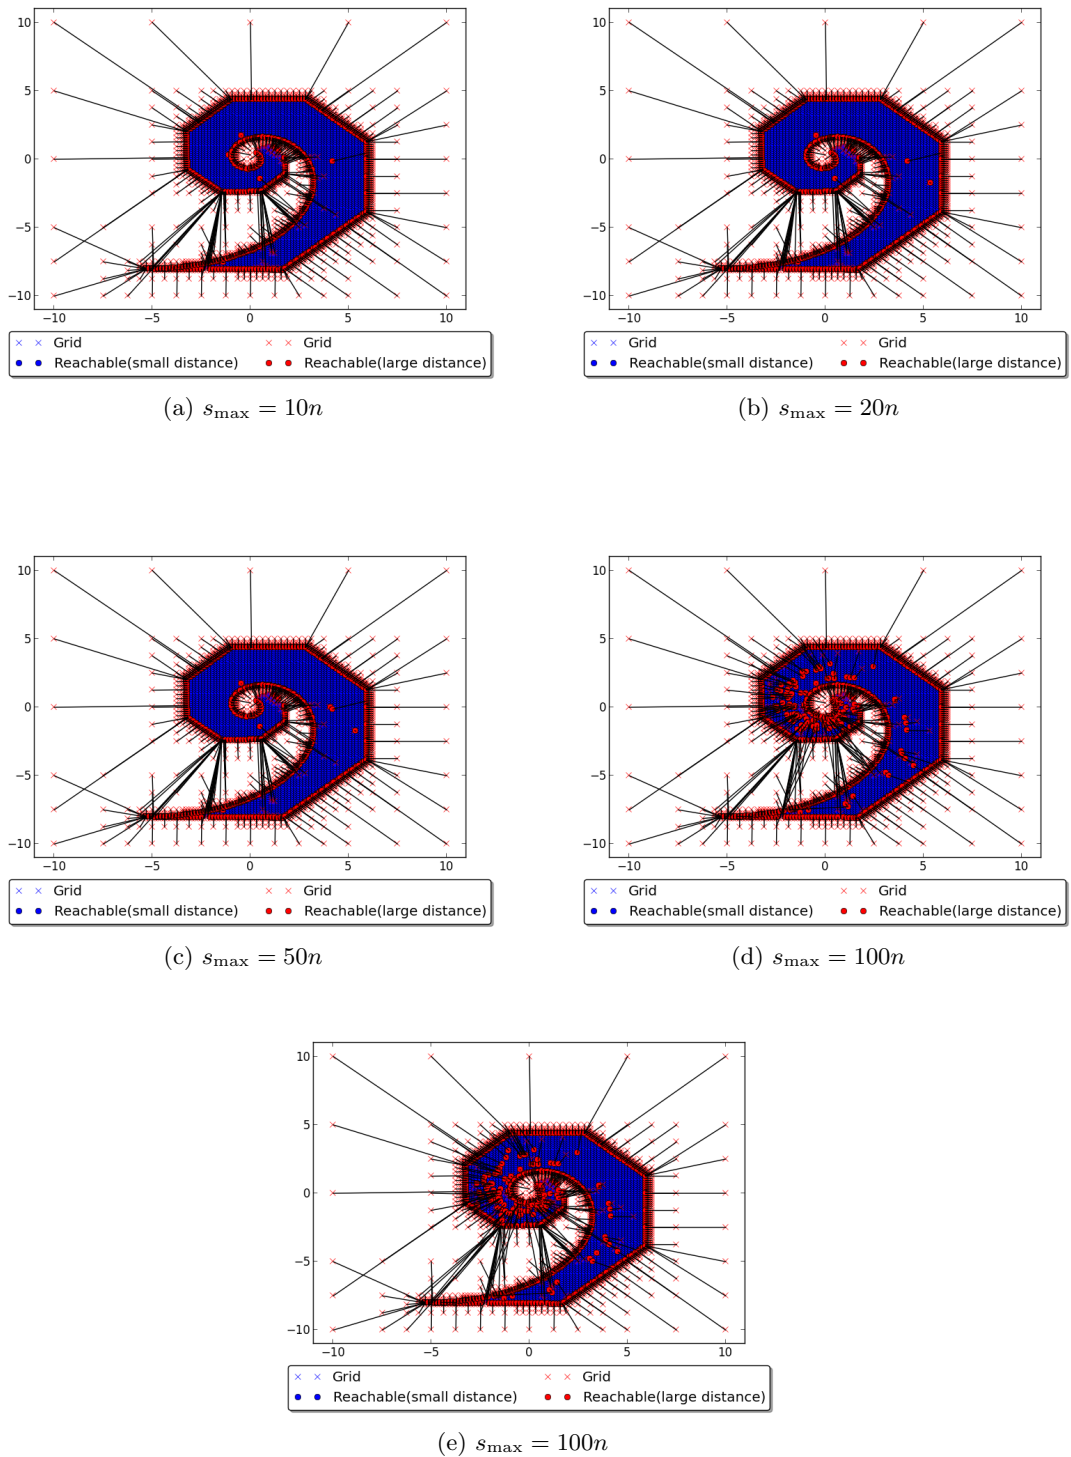 10 10
5 5
0 0
−5 −5
−10 −10
−10 −5 0 5 10 −10 −5 0 5 10
Grid Grid Grid Grid
Reachable(small distance) Reachable(large distance) Reachable(small distance) Reachable(large distance)
(a) s_max = 10n (b) s_max = 20n
10 10
5 5
0 0
−5 −5
−10 −10
−10 −5 0 5 10 −10 −5 0 5 10
Grid Grid Grid Grid
Reachable(small distance) Reachable(large distance) Reachable(small distance) Reachable(large distance)
(c) s_max = 50n (d) s_max = 100n
10
5
0
−5
−10
−10 −5 0 5 10
Grid Grid
Reachable(small distance) Reachable(large distance)
(e) s_max = 100n